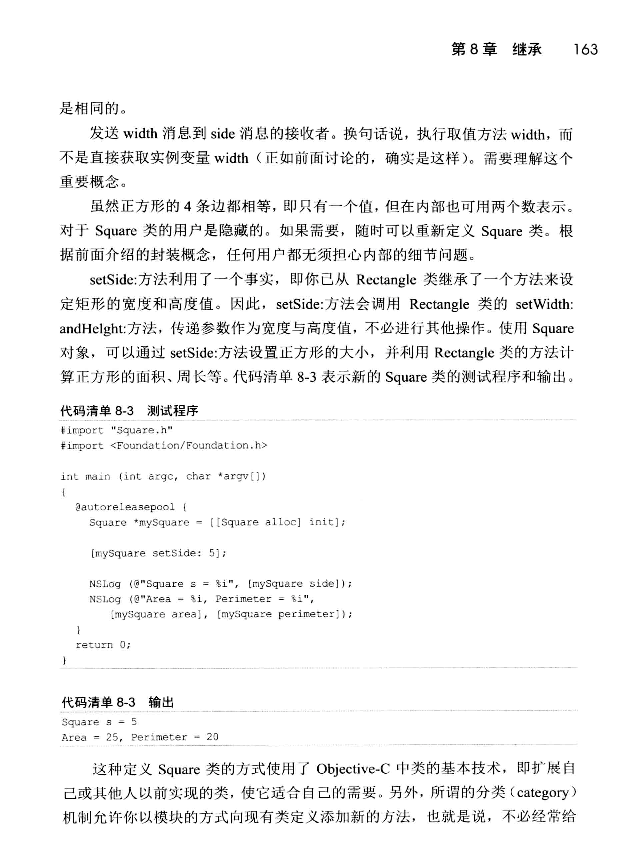 第8章 继承 163
是相同的。
发送 width 消息到 side 消息的接收者。换句话说，执行取值方法 width，而
不是直接获取实例变量 width（正如前面讨论的，确实是这样）。需要理解这个
重要概念。
虽然正方形的 4 条边都相等，即只有一个值，但在内部也可用两个数表示。
对于 Square 类的用户是隐藏的。如果需要，随时可以重新定义 Square 类。根
据前面介绍的封装概念，任何用户都无须担心内部的细节问题。
setSide:方法利用了一个事实，即你已从 Rectangle 类继承了一个方法来设
定矩形的宽度和高度值。因此，setSide:方法会调用 Rectangle 类的 setWidth:
andHeight:方法，传递参数作为宽度与高度值，不必进行其他操作。使用 Square
对象，可以通过 setSide:方法设置正方形的大小，并利用 Rectangle 类的方法计
算正方形的面积、周长等。代码清单 8-3 表示新的 Square 类的测试程序和输出。
代码清单 8-3 测试程序
#import "Square.h"
#import <Foundation/Foundation.h>
int main (int argc, char *argv[])
{
@autoreleasepool {
Square *mySquare = [[Square alloc] init];
[mySquare setSide: 5];
NSLog (@"Square s = %i", [mySquare side]);
NSLog (@"Area = %i, Perimeter = %i",
[mySquare area], [mySquare perimeter]);
}
return 0;
}
代码清单 8-3 输出
Square s = 5
Area = 25, Perimeter = 20
这种定义 Square 类的方式使用了 Objective-C 中类的基本技术，即扩展自
己或其他人以前实现的类，使它适合自己的需要。另外，所谓的分类（category）
机制允许你以模块的方式向现有类定义添加新的方法，也就是说，不必经常给